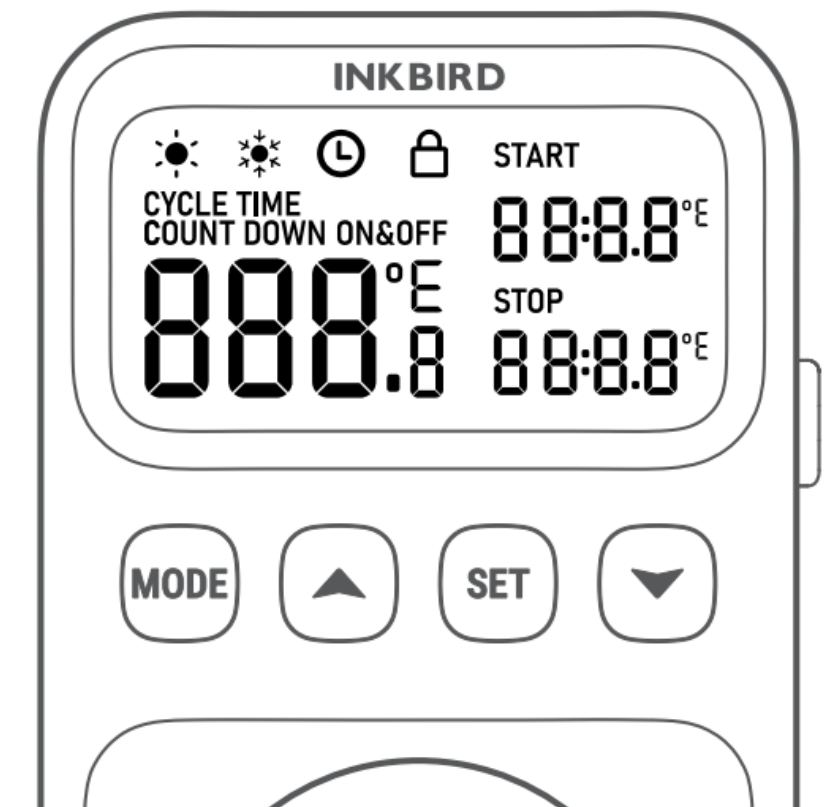 INKBIRD
START
CYCLE TIME
COUNT DOWN ON&OFF
88:8.8°E
888.8°E
STOP
88:8.8°E
MODE
SET